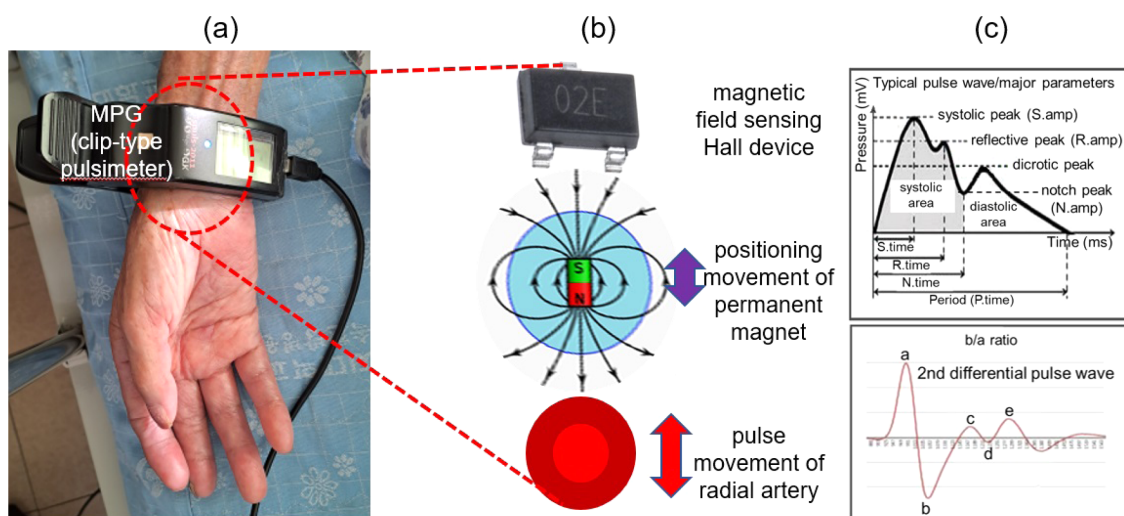 (a)
(b)
(c)
MPG
(clip-type
pulsimeter)
02E
magnetic
field sensing
Hall device
S
N
positioning
movement of
permanent
magnet
pulse
movement of
radial artery
Typical pulse wave/major parameters
Pressure (mV)
systolic peak (S.amp)
reflective peak (R.amp)
dicrotic peak
notch peak
(N.amp)
systolic
area
diastolic
area
Time (ms)
S.time
R.time
N.time
Period (P.time)
b/a ratio
2nd differential pulse wave
a
b
c
d
e